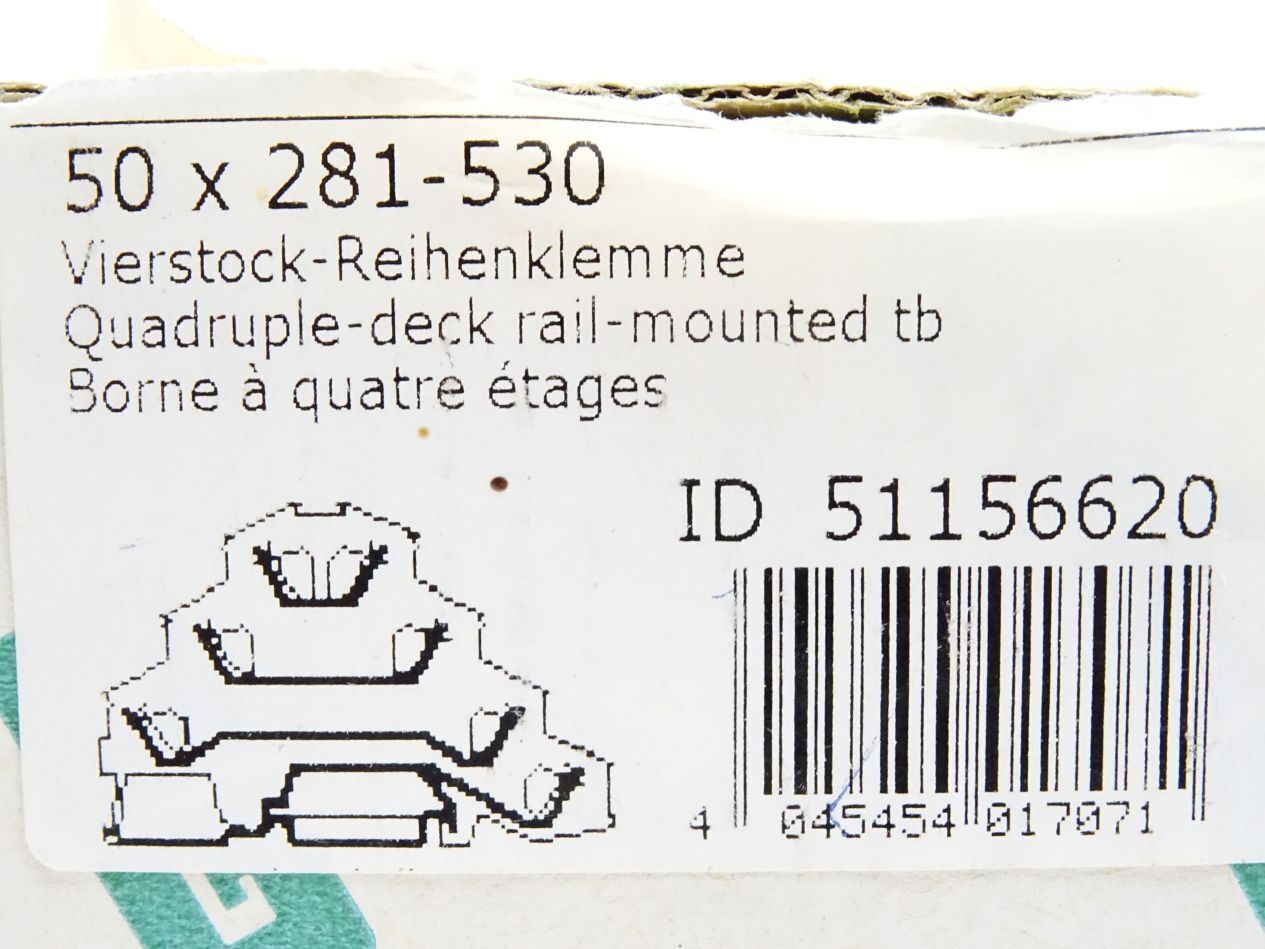 50 x 281-530
Vierstock-Reihenklemme
Quadruple-deck rail-mounted tb
Borne à quatre étages
ID 51156620
4 045454 017071